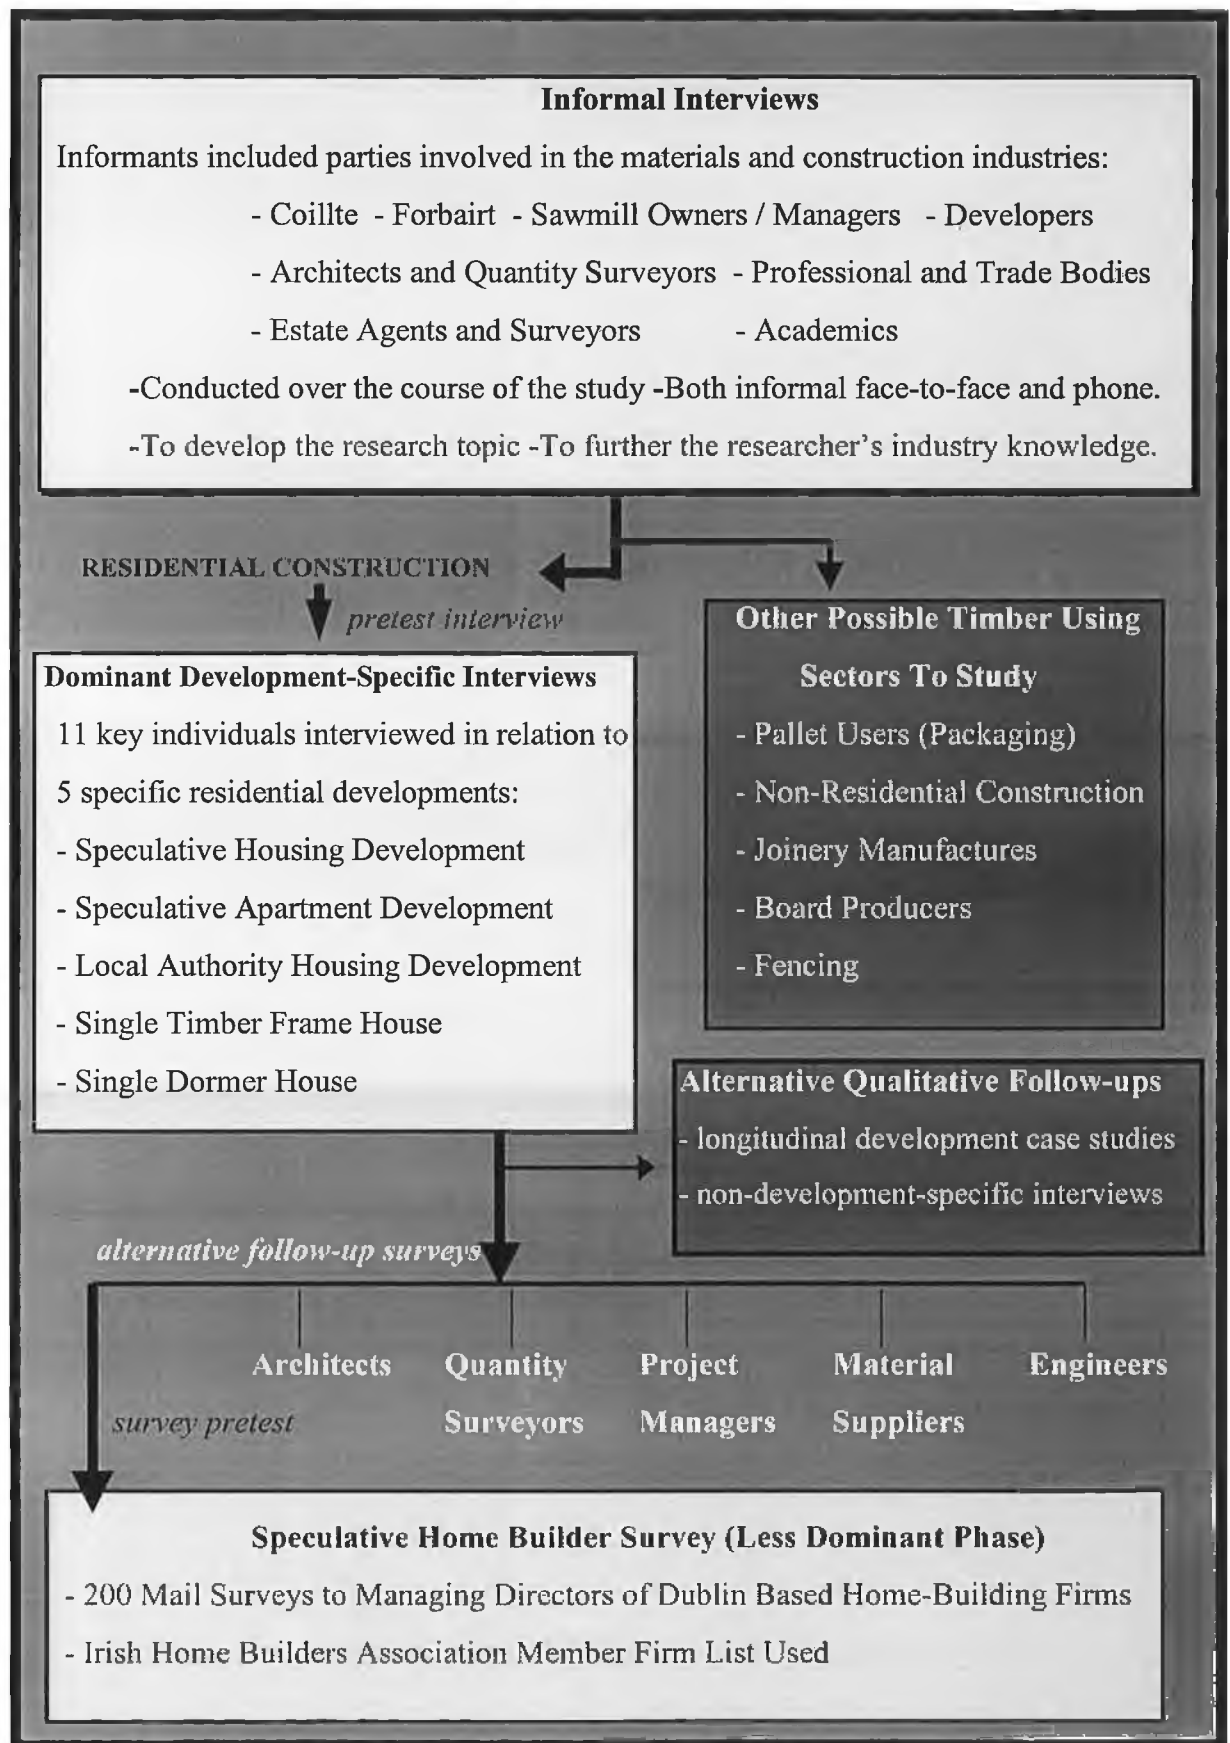 Informal Interviews
Informants included parties involved in the materials and construction industries:
- Coillte - Forbairt - Sawmill Owners / Managers - Developers
- Architects and Quantity Surveyors - Professional and Trade Bodies
- Estate Agents and Surveyors - Academics
-Conducted over the course of the study -Both informal face-to-face and phone.
-To develop the research topic -To further the researcher's industry knowledge.
RESIDENTIAL CONSTRUCTION
pretest interview
Dominant Development-Specific Interviews
11 key individuals interviewed in relation to
5 specific residential developments:
- Speculative Housing Development
- Speculative Apartment Development
- Local Authority Housing Development
- Single Timber Frame House
- Single Dormer House
Other Possible Timber Using
Sectors To Study
- Pallet Users (Packaging)
- Non-Residential Construction
- Joinery Manufactures
- Board Producers
- Fencing
Alternative Qualitative Follow-ups
- longitudinal development case studies
- non-development-specific interviews
alternative follow-up surveys
Architects
Quantity
Surveyors
Project
Managers
Material
Suppliers
Engineers
survey pretest
Speculative Home Builder Survey (Less Dominant Phase)
- 200 Mail Surveys to Managing Directors of Dublin Based Home-Building Firms
- Irish Home Builders Association Member Firm List Used